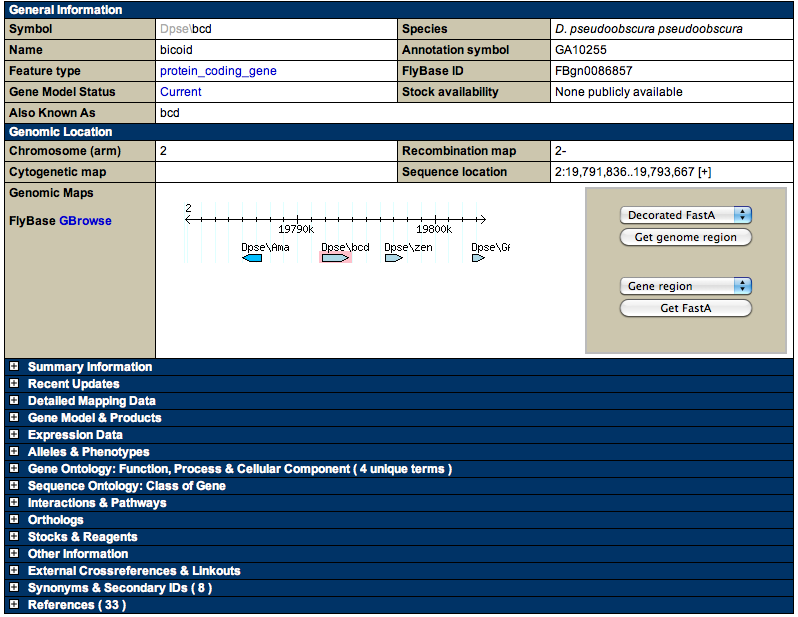 General Information
Symbol Dpse\bcd Species D. pseudoobscura pseudoobscura
Name bicoid Annotation symbol GA10255
Feature type protein_coding_gene FlyBase ID FBgn0086857
Gene Model Status Current Stock availability None publicly available
Also Known As bcd
Genomic Location
Chromosome (arm) 2 Recombination map 2-
Cytogenetic map Sequence location 2:19,791,836..19,793,667 [+]
Genomic Maps
FlyBase GBrowse
2
19790k 19800k
Dpse\Ama Dpse\bcd Dpse\zen Dpse\GA
Decorated FastA
Get genome region
Gene region
Get FastA
Summary Information
Recent Updates
Detailed Mapping Data
Gene Model & Products
Expression Data
Alleles & Phenotypes
Gene Ontology: Function, Process & Cellular Component ( 4 unique terms )
Sequence Ontology: Class of Gene
Interactions & Pathways
Orthologs
Stocks & Reagents
Other Information
External Crossreferences & Linkouts
Synonyms & Secondary IDs ( 8 )
References ( 33 )